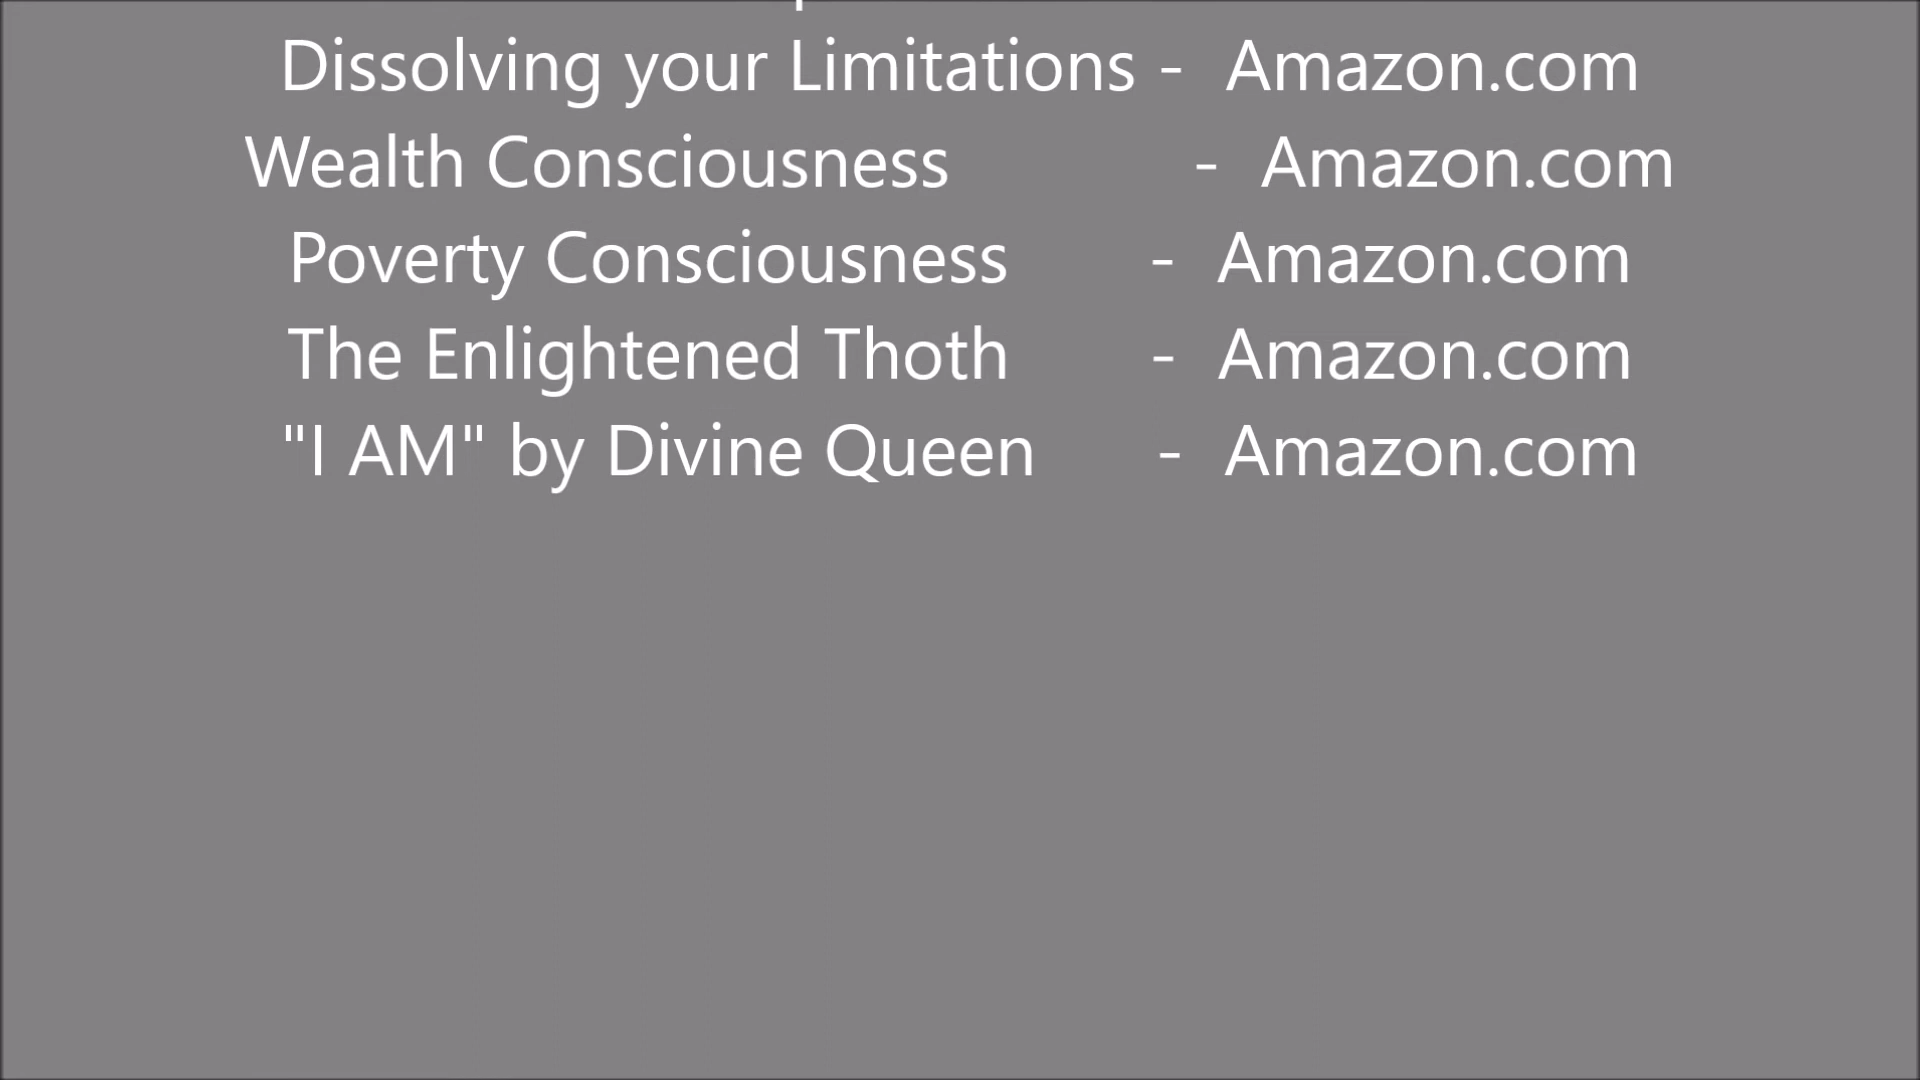 Dissolving your Limitations - Amazon.com
Wealth Consciousness - Amazon.com
Poverty Consciousness - Amazon.com
The Enlightened Thoth - Amazon.com
"I AM" by Divine Queen - Amazon.com